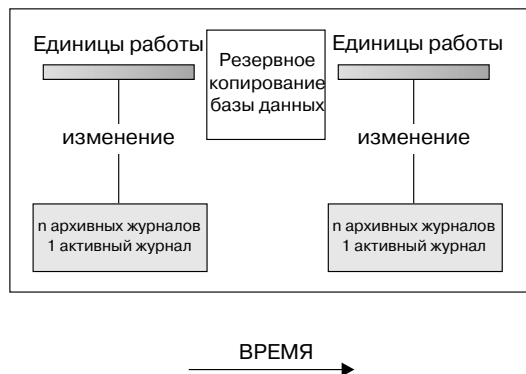 Единицы работы
Резервное
копирование
базы данных
Единицы работы
изменение
изменение
n архивных журналов
1 активный журнал
n архивных журналов
1 активный журнал
ВРЕМЯ